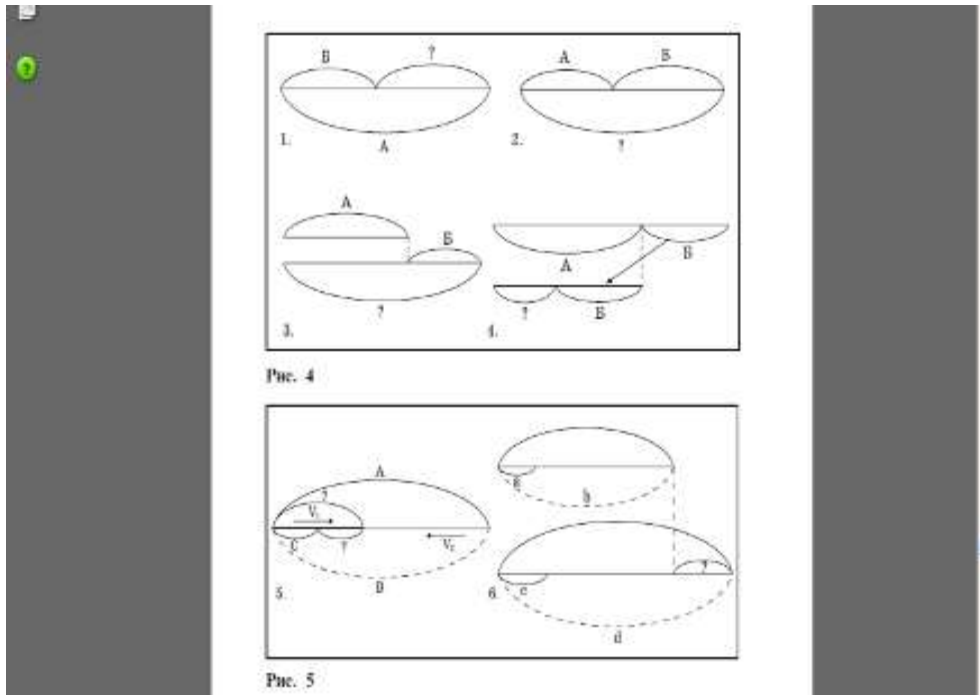 Б ?
1. А
А Б
2. ?
А
Б
?
3.
А Б
? Б
4.
Рис. 4
А
?
V₁
V₂
С ?
5. В
b
?
6. c
d
Рис. 5